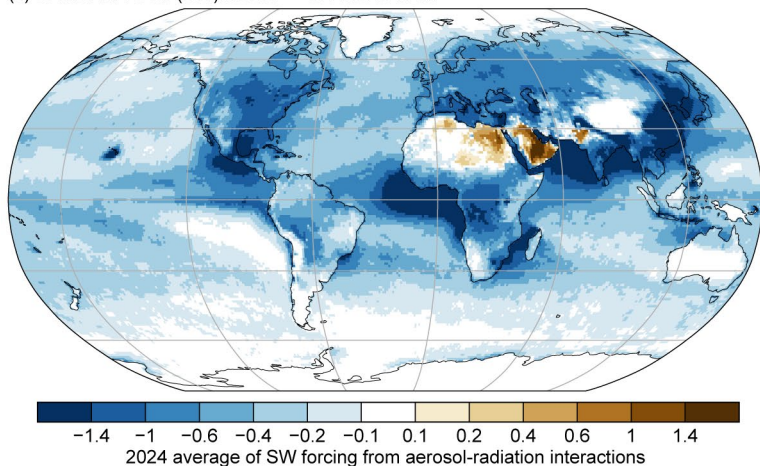 −1.4 −1 −0.6 −0.4 −0.2 −0.1 0.1 0.2 0.4 0.6 1 1.4
2024 average of SW forcing from aerosol-radiation interactions